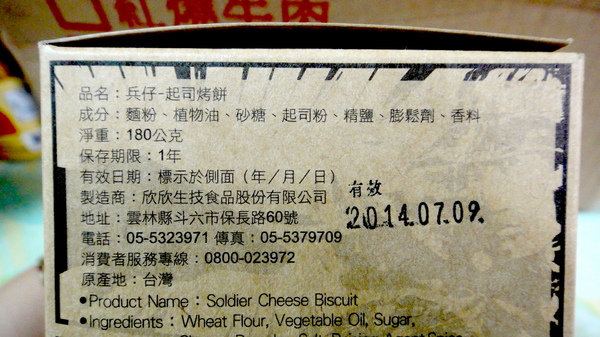 紅燒牛肉
品名：兵仔-起司烤餅
成分：麵粉、植物油、砂糖、起司粉、精鹽、膨鬆劑、香料
淨重：180公克
保存期限：1年
有效日期：標示於側面（年／月／日）
製造商：欣欣生技食品股份有限公司
地址：雲林縣斗六市保長路60號
電話：05-5323971 傳真：05-5379709
消費者服務專線：0800-023972
原產地：台灣
有效
2014.07.09.
●Product Name：Soldier Cheese Biscuit
●Ingredients：Wheat Flour, Vegetable Oil, Sugar,